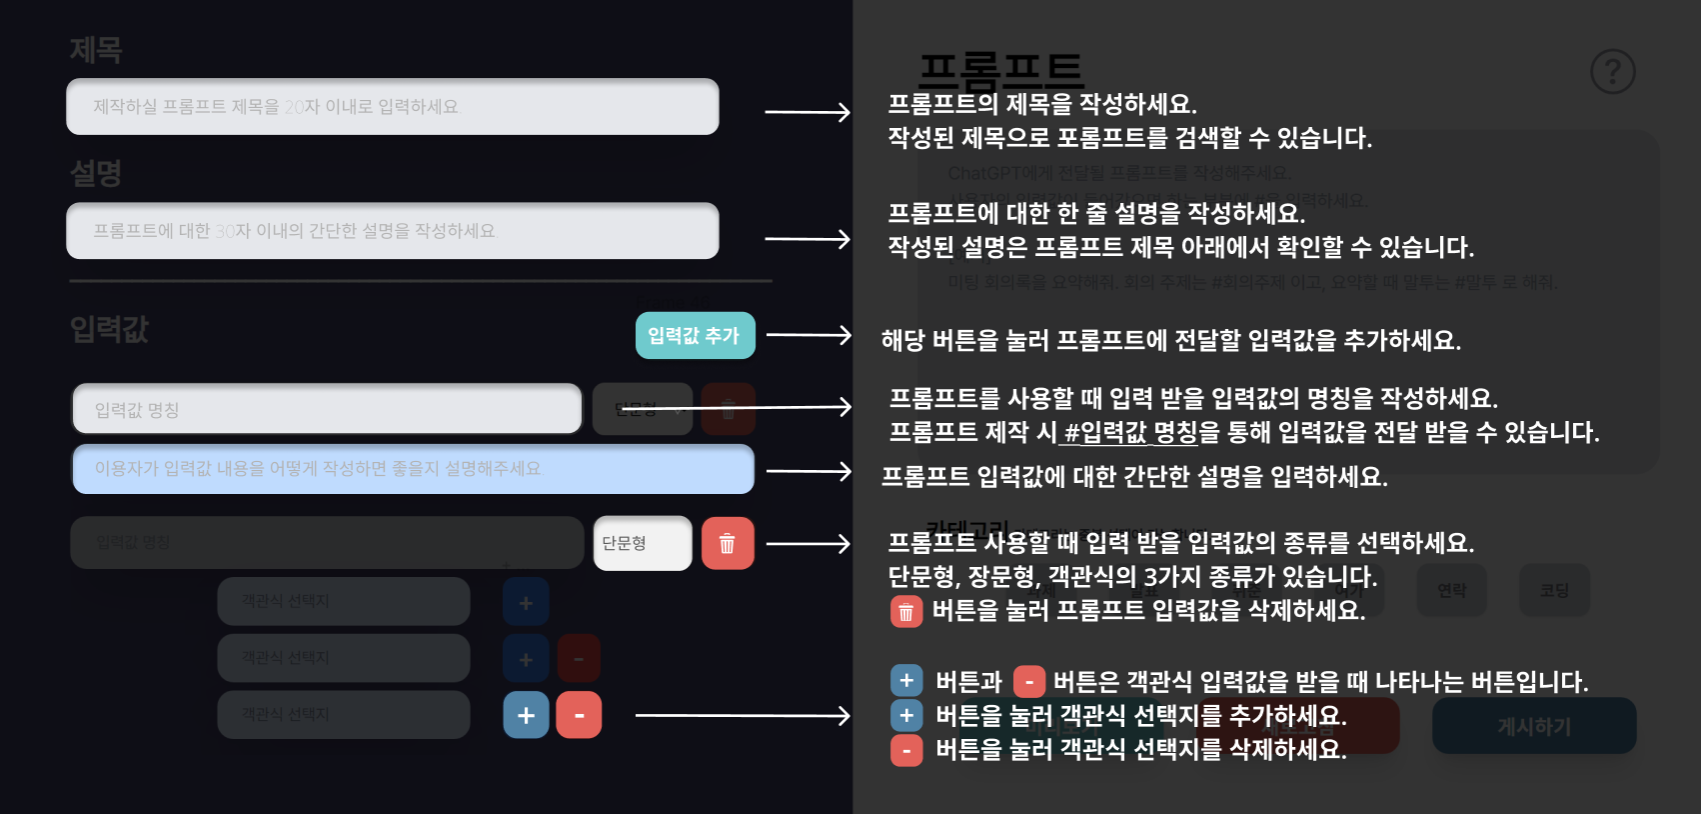 제목
제작하실 프롬프트 제목을 20자 이내로 입력하세요.
설명
프롬프트에 대한 30자 이내의 간단한 설명을 작성하세요.
입력값
입력값 추가
입력값 명칭
단문형
이용자가 입력값 내용을 어떻게 작성하면 좋을지 설명해주세요.
입력값 명칭
단문형
객관식 선택지
+
객관식 선택지
+ -
객관식 선택지
+ -
프롬프트
?
프롬프트의 제목을 작성하세요.
작성된 제목으로 포롬프트를 검색할 수 있습니다.
ChatGPT에게 전달될 프롬프트를 작성해주세요.
프롬프트에 대한 한 줄 설명을 작성하세요.
작성된 설명은 프롬프트 제목 아래에서 확인할 수 있습니다.
미팅 회의록을 요약해줘. 회의 주제는 #회의주제 이고, 요약할 때 말투는 #말투 로 해줘.
해당 버튼을 눌러 프롬프트에 전달할 입력값을 추가하세요.
프롬프트를 사용할 때 입력 받을 입력값의 명칭을 작성하세요.
프롬프트 제작 시 #입력값 명칭을 통해 입력값을 전달 받을 수 있습니다.
프롬프트 입력값에 대한 간단한 설명을 입력하세요.
카테고리
프롬프트 사용할 때 입력 받을 입력값의 종류를 선택하세요.
단문형, 장문형, 객관식의 3가지 종류가 있습니다.
연락
코딩
버튼을 눌러 프롬프트 입력값을 삭제하세요.
+ 버튼과 - 버튼은 객관식 입력값을 받을 때 나타나는 버튼입니다.
+ 버튼을 눌러 객관식 선택지를 추가하세요.
- 버튼을 눌러 객관식 선택지를 삭제하세요.
게시하기